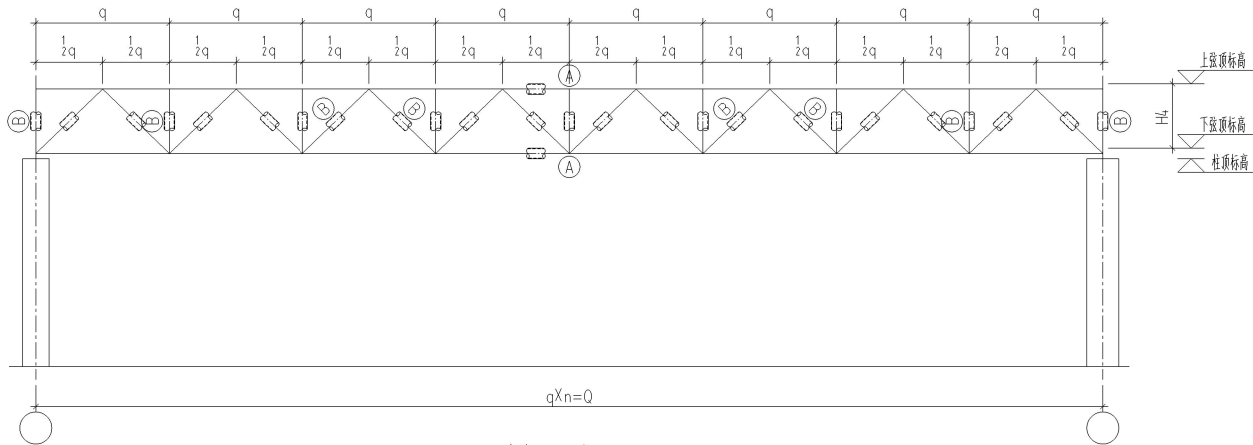 q q q q q q q q
1/2q 1/2q 1/2q 1/2q 1/2q 1/2q 1/2q 1/2q 1/2q 1/2q 1/2q 1/2q 1/2q 1/2q 1/2q 1/2q
A
上弦顶标高
B B B B B B B B
H4
下弦顶标高
A
柱顶标高
qXn=Q